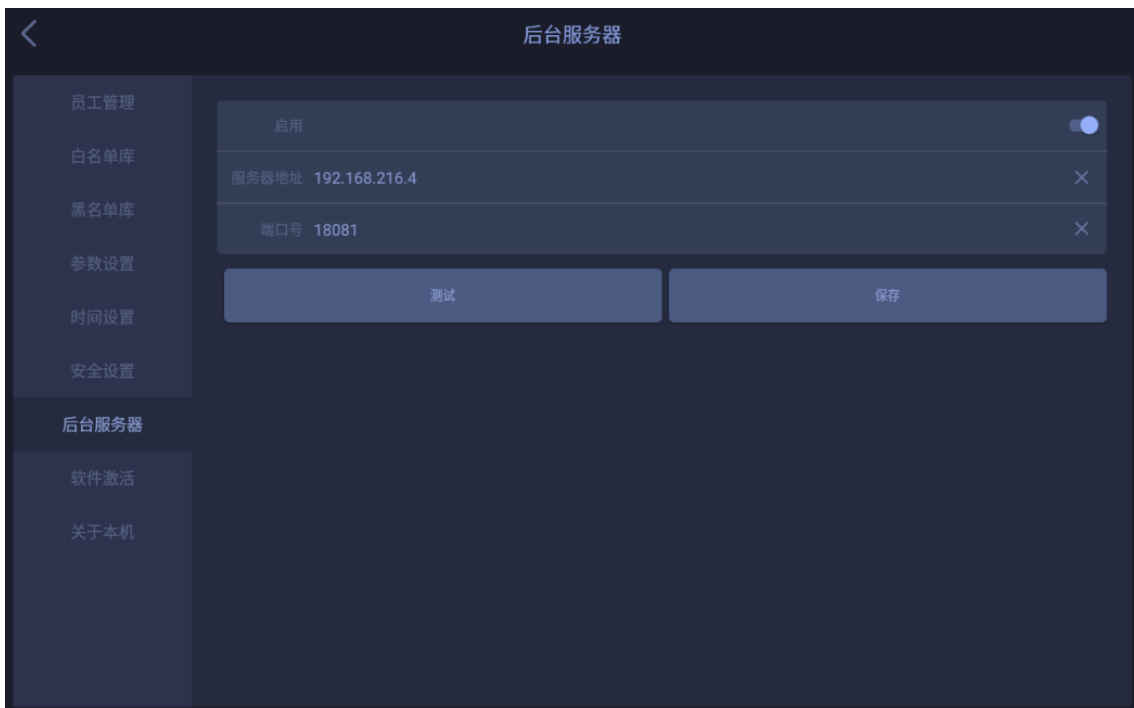 后台服务器
员工管理
白名单库
黑名单库
参数设置
时间设置
安全设置
后台服务器
软件激活
关于本机
启用
服务器地址 192.168.216.4
端口号 18081
测试 保存